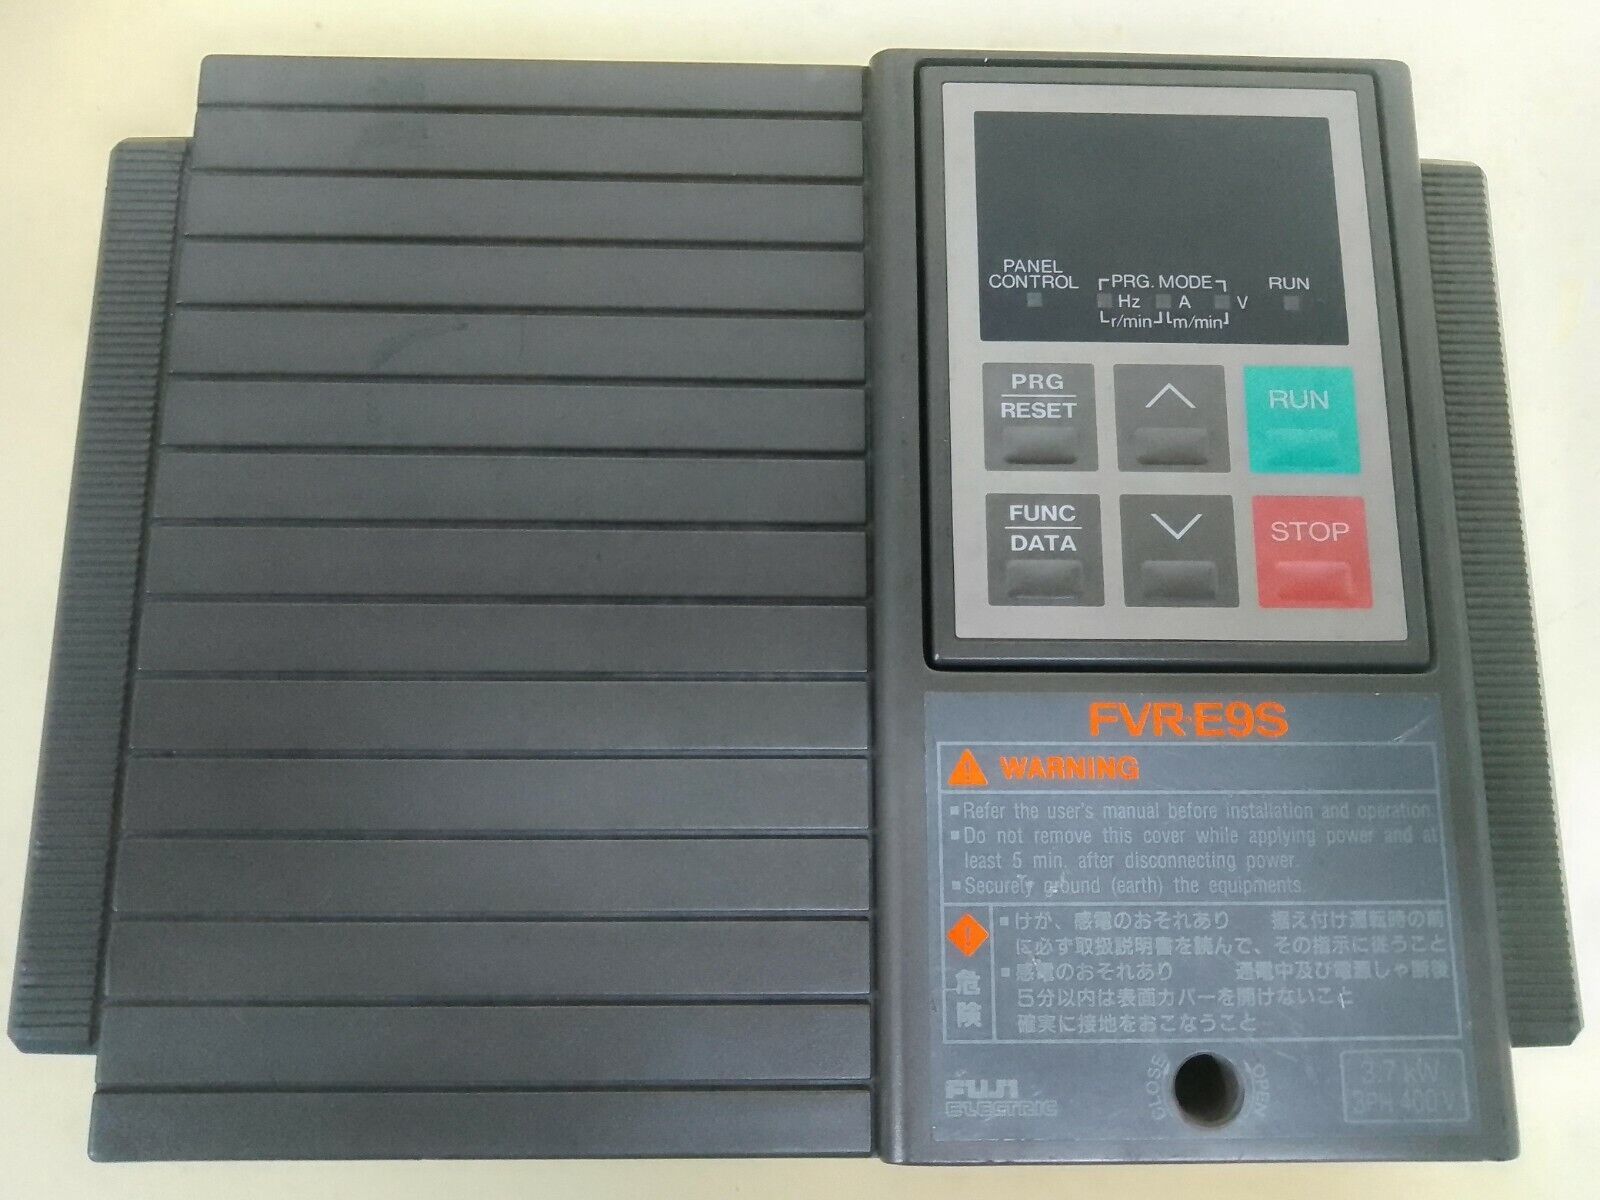 PANEL
CONTROL
PRG. MODE
RUN
Hz
A
V
r/min
m/min
PRG
RESET
RUN
FUNC
DATA
STOP
FVR·E9S
WARNING
▪Refer the user's manual before installation and operation.
▪Do not remove this cover while applying power and at
least 5 min. after disconnecting power.
▪Securely ground (earth) the equipments.
危
険
▪けが、感電のおそれあり 据え付け運転時の前
に必ず取扱説明書を読んで、その指示に従うこと
▪感電のおそれあり 通電中及び電源しゃ断後
5分以内は表面カバーを開けないこと
確実に接地をおこなうこと
FUJI
ELECTRIC
CLOSE
OPEN
3.7 kW
3PH 400V